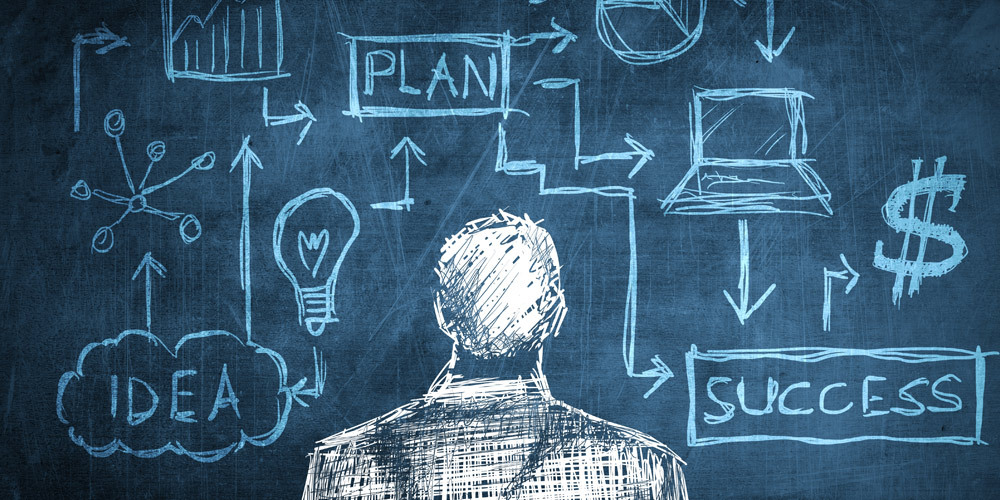 PLAN
$
IDEA
SUCCESS